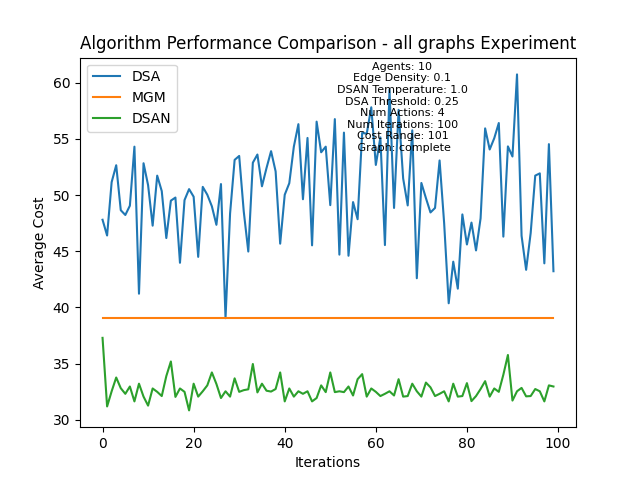 Algorithm Performance Comparison - all graphs Experiment
DSA
MGM
DSAN
Agents: 10
Edge Density: 0.1
DSAN Temperature: 1.0
DSA Threshold: 0.25
Num Actions: 4
Num Iterations: 100
Cost Range: 101
Graph: complete
Average Cost
60
55
50
45
40
35
30
0
20
40
60
80
100
Iterations